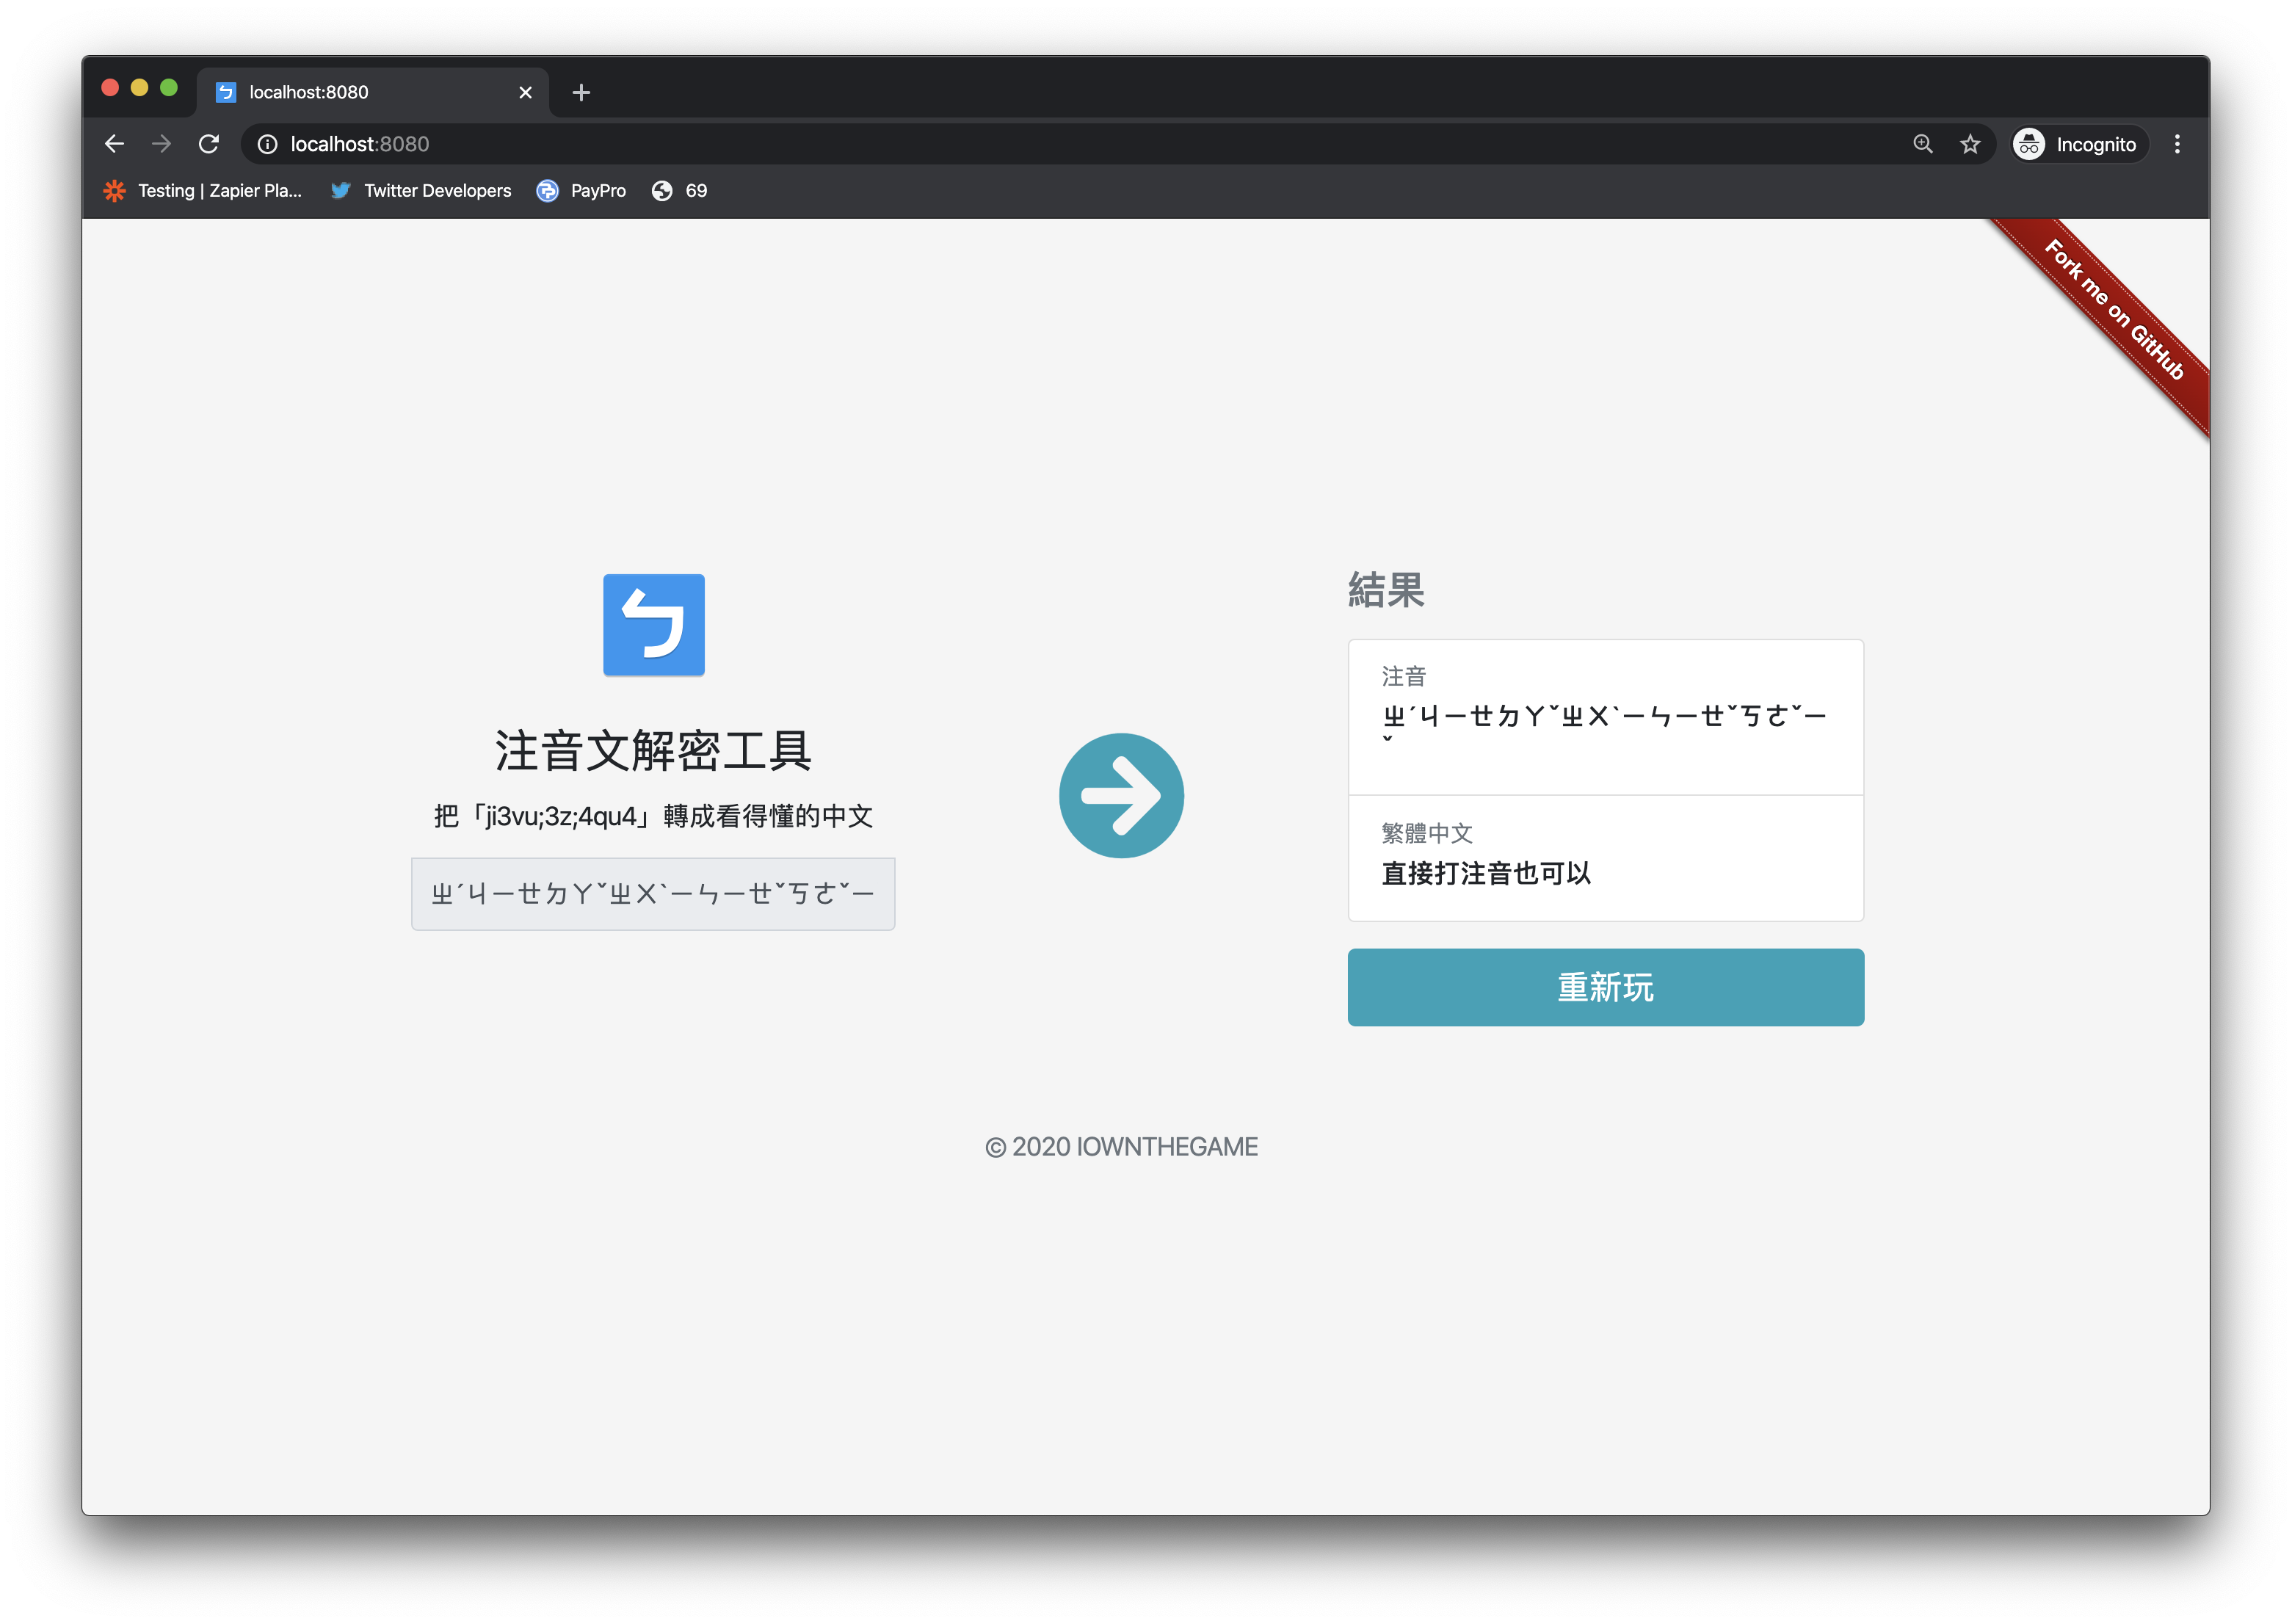 localhost:8080
localhost:8080
Incognito
Testing | Zapier Pla...
Twitter Developers
PayPro
69
Fork me on GitHub
ㄅ
注音文解密工具
把「ji3vu;3z;4qu4」轉成看得懂的中文
ㄓˊㄐㄧㄝㄉㄚˇㄓㄨˋㄧㄣㄧㄝˇㄎㄜˇㄧ
結果
注音
ㄓˊㄐㄧㄝㄉㄚˇㄓㄨˋㄧㄣㄧㄝˇㄎㄜˇㄧ
ˇ
繁體中文
直接打注音也可以
重新玩
© 2020 IOWNTHEGAME